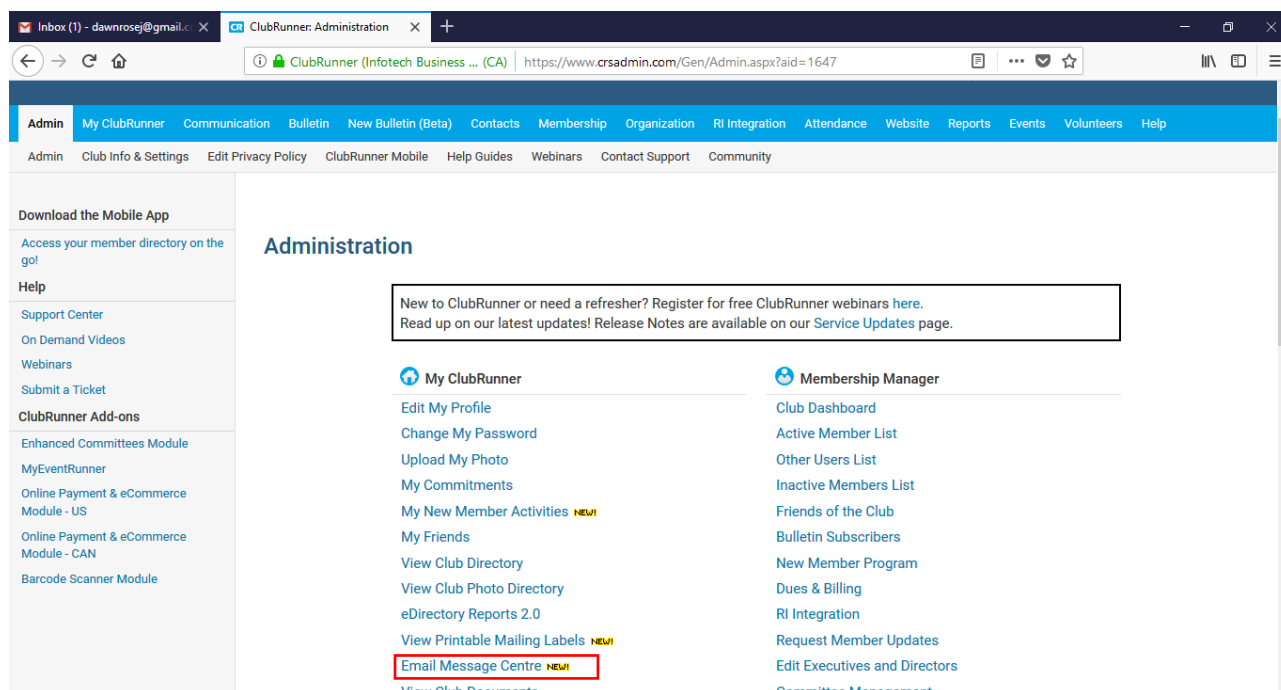 Inbox (1) - dawnrosej@gmail.c
CR ClubRunner: Administration
ClubRunner (Infotech Business ... (CA) https://www.crsadmin.com/Gen/Admin.aspx?aid=1647
Admin My ClubRunner Communication Bulletin New Bulletin (Beta) Contacts Membership Organization RI Integration Attendance Website Reports Events Volunteers Help
Admin Club Info & Settings Edit Privacy Policy ClubRunner Mobile Help Guides Webinars Contact Support Community
Download the Mobile App
Access your member directory on the
go!
Help
Support Center
On Demand Videos
Webinars
Submit a Ticket
ClubRunner Add-ons
Enhanced Committees Module
MyEventRunner
Online Payment & eCommerce
Module - US
Online Payment & eCommerce
Module - CAN
Barcode Scanner Module
Administration
New to ClubRunner or need a refresher? Register for free ClubRunner webinars here.
Read up on our latest updates! Release Notes are available on our Service Updates page.
My ClubRunner
Edit My Profile
Change My Password
Upload My Photo
My Commitments
My New Member Activities NEW!
My Friends
View Club Directory
View Club Photo Directory
eDirectory Reports 2.0
View Printable Mailing Labels NEW!
Email Message Centre NEW!
View Club Documents
Membership Manager
Club Dashboard
Active Member List
Other Users List
Inactive Members List
Friends of the Club
Bulletin Subscribers
New Member Program
Dues & Billing
RI Integration
Request Member Updates
Edit Executives and Directors
Committee Management